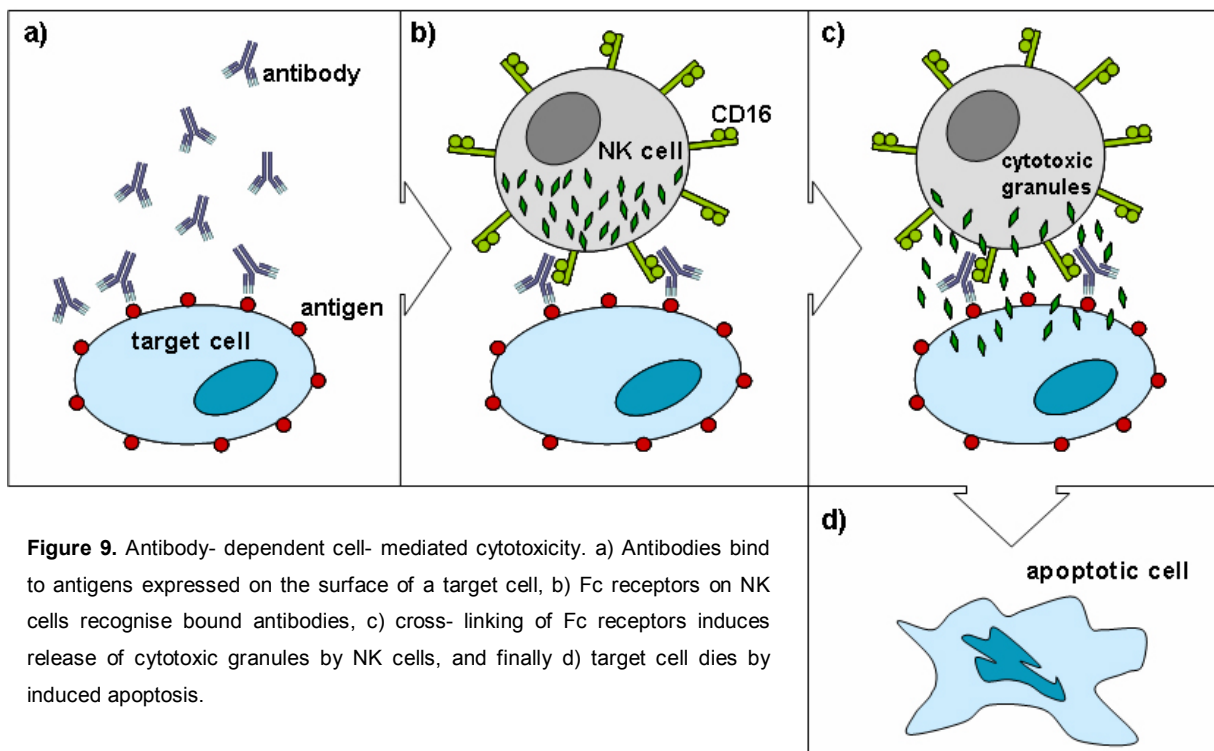 a)
antibody
antigen
target cell
b)
CD16
NK cell
c)
cytotoxic
granules
d)
apoptotic cell
Figure 9. Antibody- dependent cell- mediated cytotoxicity. a) Antibodies bind
to antigens expressed on the surface of a target cell, b) Fc receptors on NK
cells recognise bound antibodies, c) cross- linking of Fc receptors induces
release of cytotoxic granules by NK cells, and finally d) target cell dies by
induced apoptosis.